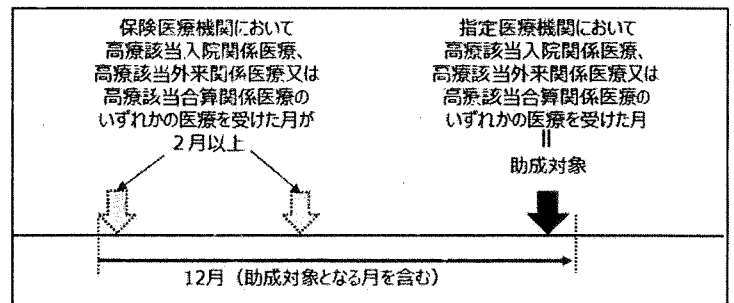 保険医療機関において
高療該当入院関係医療、
高療該当外来関係医療又は
高療該当合算関係医療の
いずれかの医療を受けた月が
2月以上
指定医療機関において
高療該当入院関係医療、
高療該当外来関係医療又は
高療該当合算関係医療の
いずれかの医療を受けた月
=
助成対象
12月（助成対象となる月を含む）